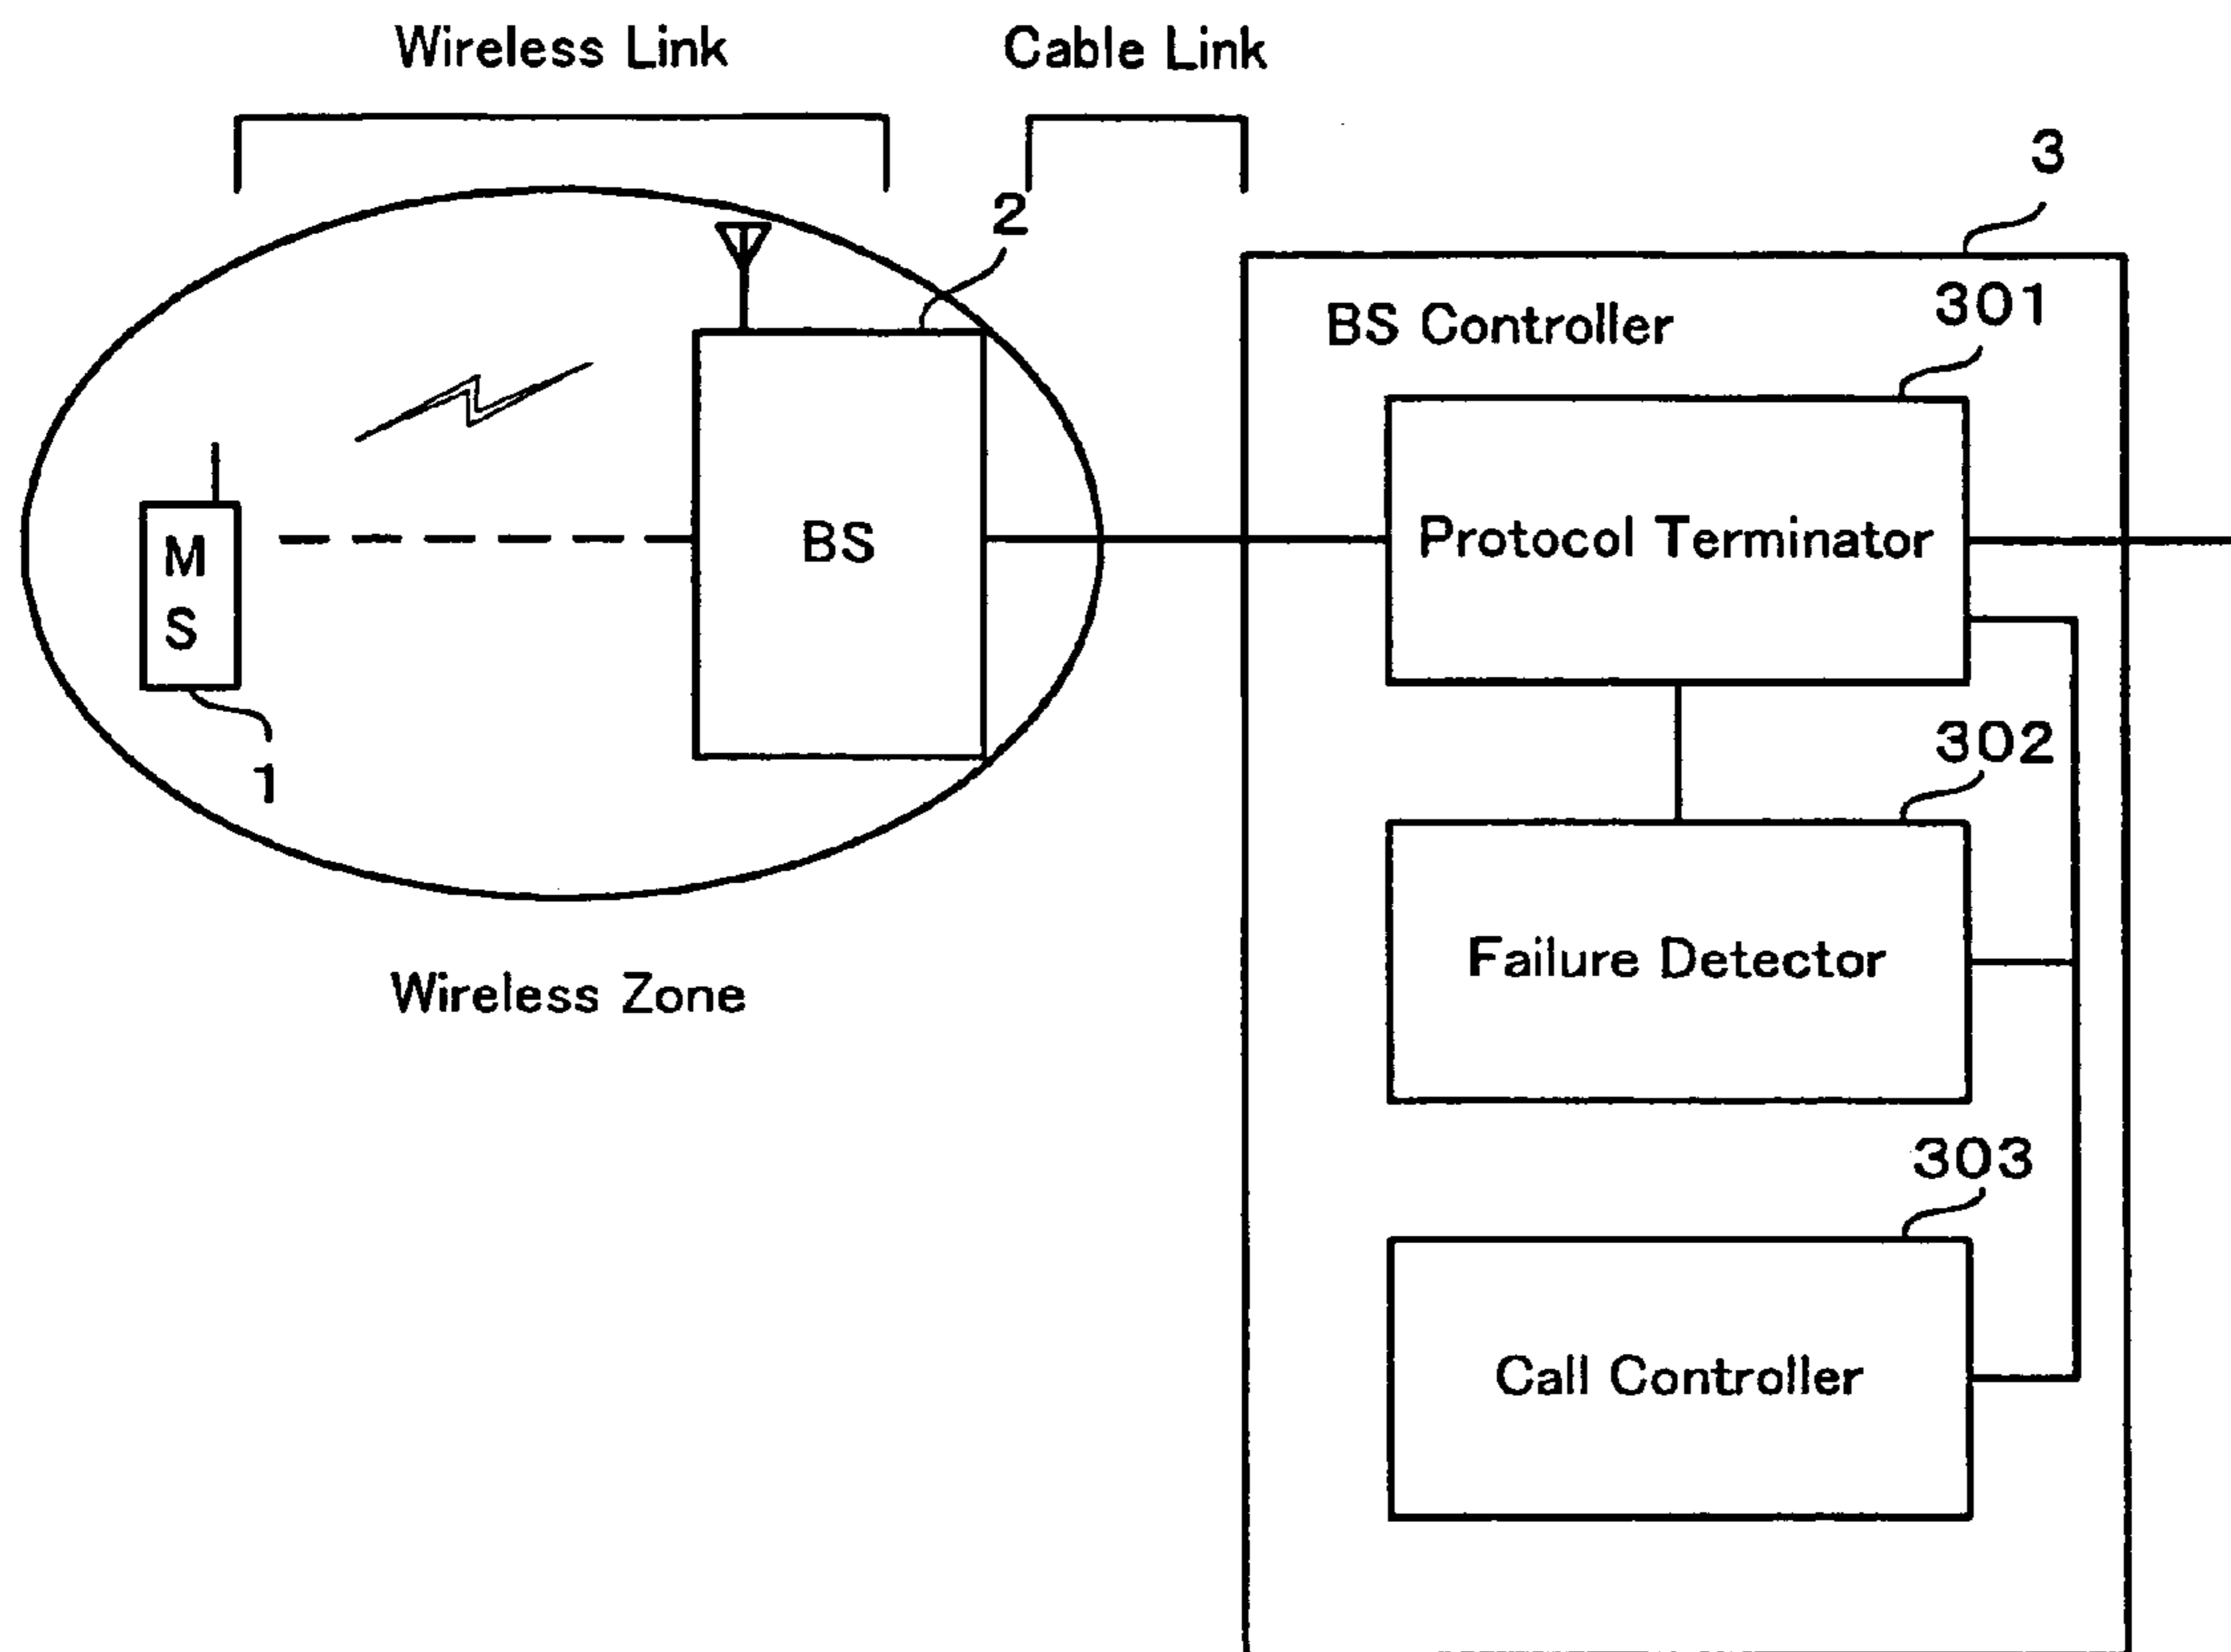 Wireless Link
Cable Link
3
2
301
BS Controller
M
S
BS
Protocol Terminator
1
302
Failure Detector
Wireless Zone
303
Call Controller